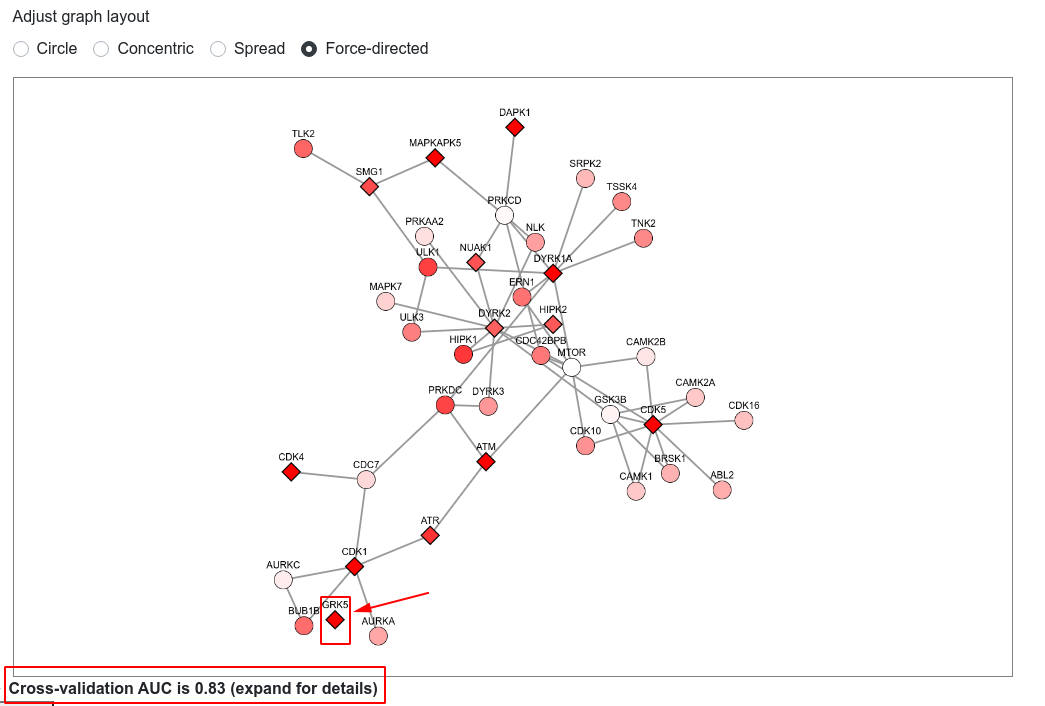 Adjust graph layout
Circle Concentric Spread Force-directed
DAPK1
TLK2
MAPKAPK5
SRPK2
SMG1
TSSK4
PRKCD
PRKAA2
TNK2
NLK
NUAK1
ULK1
DYRK1A
ERN1
MAPK7
HIPK2
DYRK2
ULK3
HIPK1
CDC42BPB
CAMK2B
MTOR
CAMK2A
PRKDC
DYRK3
GSK3B
CDK16
CDK5
CDK10
ATM
CDK4
CDC7
BRSK1
CAMK1
ABL2
ATR
CDK1
AURKC
GRK5
BUB1B
AURKA
Cross-validation AUC is 0.83 (expand for details)